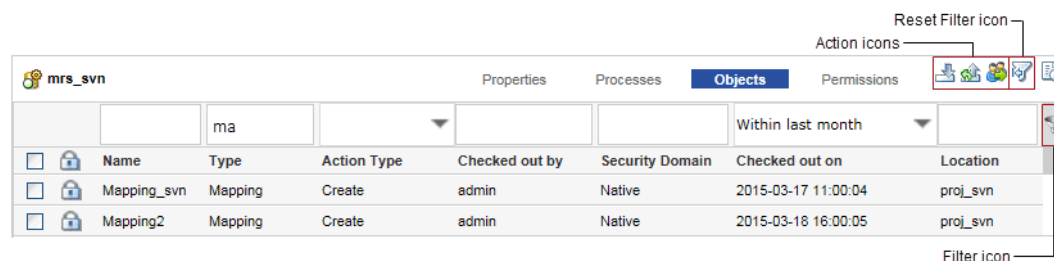 Reset Filter icon
Action icons
mrs_svn Properties Processes Objects Permissions
ma Within last month
Name Type Action Type Checked out by Security Domain Checked out on Location
Mapping_svn Mapping Create admin Native 2015-03-17 11:00:04 proj_svn
Mapping2 Mapping Create admin Native 2015-03-18 16:00:05 proj_svn
Filter icon